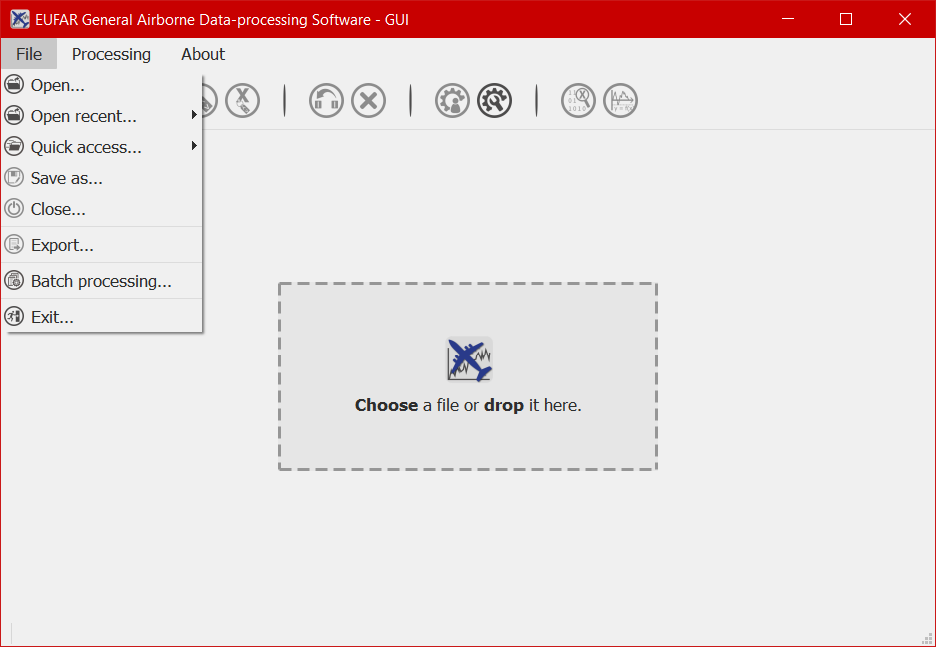 EUFAR General Airborne Data-processing Software - GUI
File Processing About
Open...
Open recent...
Quick access...
Save as...
Close...
Export...
Batch processing...
Exit...
Choose a file or drop it here.